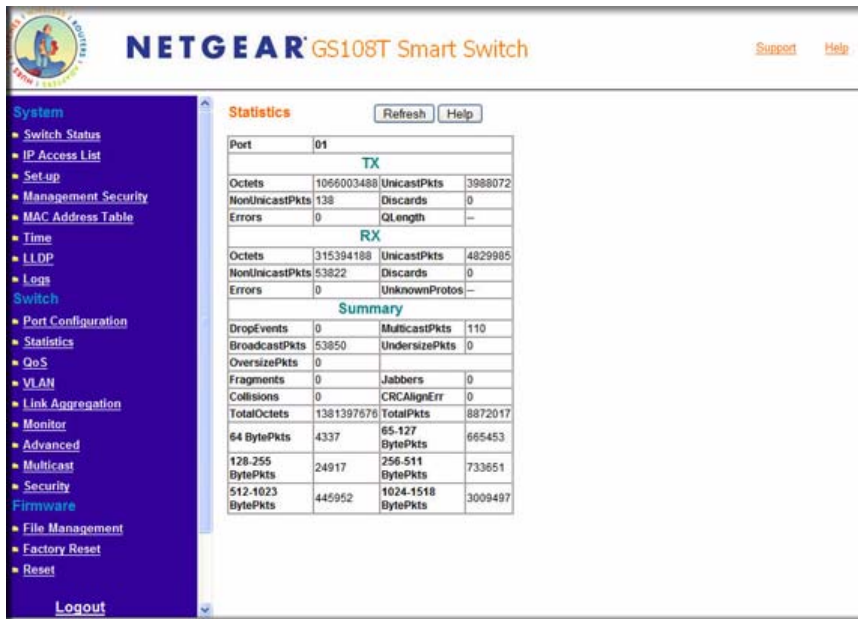 NETGEAR GS108T Smart Switch
Support Help
System
Switch Status
IP Access List
Set-up
Management Security
MAC Address Table
Time
LLDP
Logs
Switch
Port Configuration
Statistics
QoS
VLAN
Link Aggregation
Monitor
Advanced
Multicast
Security
Firmware
File Management
Factory Reset
Reset
Logout
Statistics Refresh Help
Port 01
TX
Octets 1066003488 UnicastPkts 3988072
NonUnicastPkts 138 Discards 0
Errors 0 QLength --
RX
Octets 315394188 UnicastPkts 4829985
NonUnicastPkts 53822 Discards 0
Errors 0 UnknownProtos --
Summary
DropEvents 0 MulticastPkts 110
BroadcastPkts 53850 UndersizePkts 0
OversizePkts 0
Fragments 0 Jabbers 0
Collisions 0 CRCAlignErr 0
TotalOctets 1381397676 TotalPkts 8872017
64 BytePkts 4337 65-127 BytePkts 665453
128-255 BytePkts 24917 256-511 BytePkts 733651
512-1023 BytePkts 445952 1024-1518 BytePkts 3009497